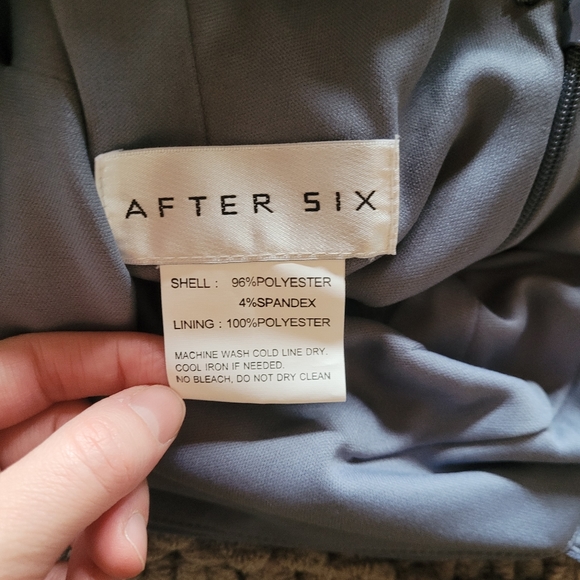 AFTER SIX
SHELL : 96%POLYESTER
4%SPANDEX
LINING : 100%POLYESTER
MACHINE WASH COLD LINE DRY.
COOL IRON IF NEEDED.
NO BLEACH, DO NOT DRY CLEAN